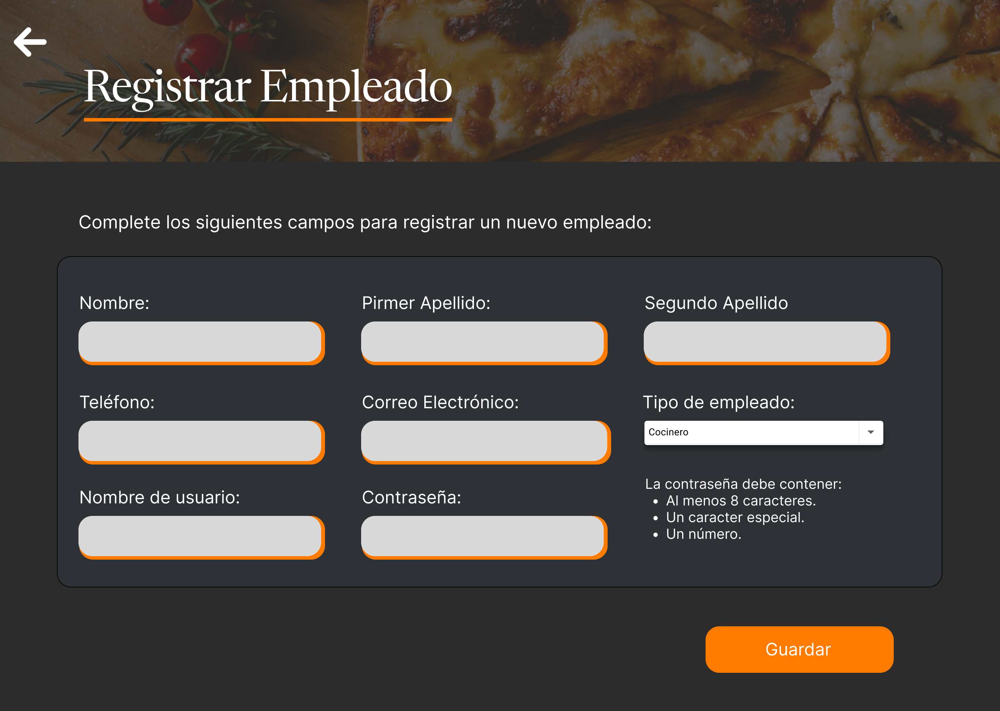 Registrar Empleado
Complete los siguientes campos para registrar un nuevo empleado:
Nombre:
Pirmer Apellido:
Segundo Apellido
Teléfono:
Correo Electrónico:
Tipo de empleado:
Cocinero
Nombre de usuario:
Contraseña:
La contraseña debe contener:
• Al menos 8 caracteres.
• Un caracter especial.
• Un número.
Guardar